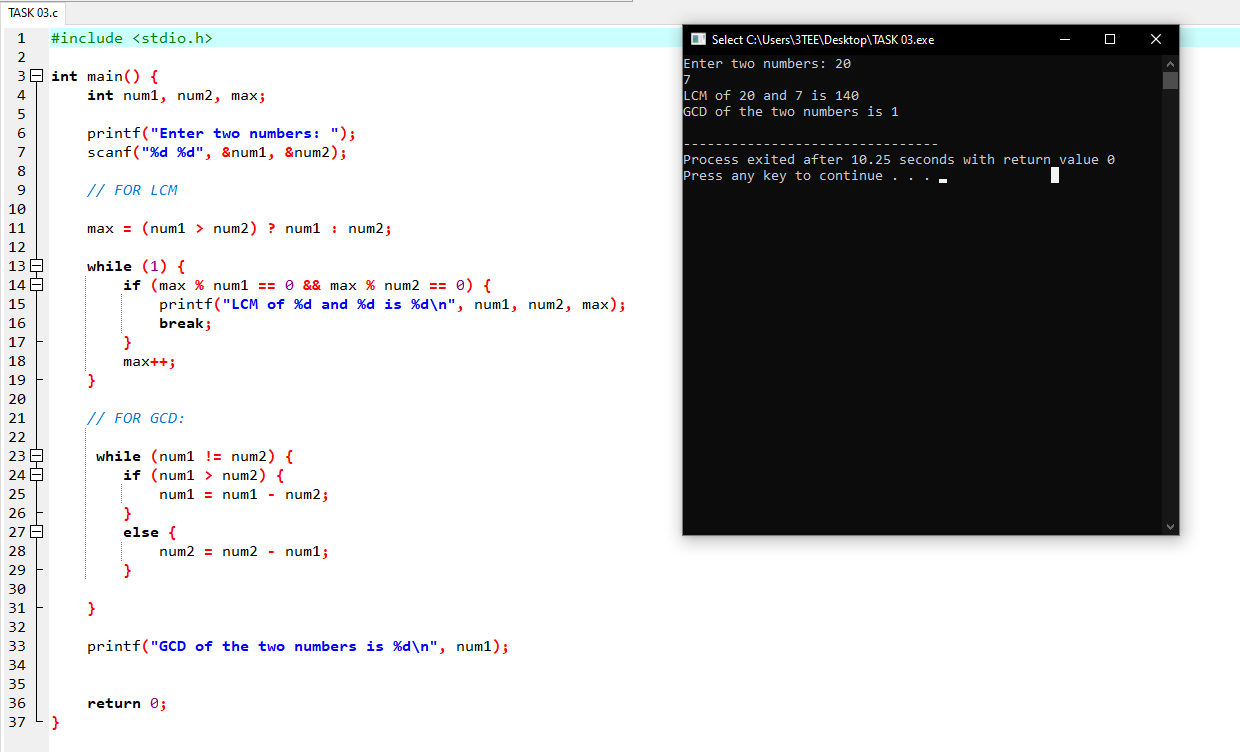 TASK 03.c
1 #include <stdio.h>
2
3 int main() {
4     int num1, num2, max;
5
6     printf("Enter two numbers: ");
7     scanf("%d %d", &num1, &num2);
8
9     // FOR LCM
10
11     max = (num1 > num2) ? num1 : num2;
12
13     while (1) {
14         if (max % num1 == 0 && max % num2 == 0) {
15             printf("LCM of %d and %d is %d\n", num1, num2, max);
16             break;
17         }
18         max++;
19     }
20
21     // FOR GCD:
22
23      while (num1 != num2) {
24         if (num1 > num2) {
25             num1 = num1 - num2;
26         }
27         else {
28             num2 = num2 - num1;
29         }
30
31     }
32
33     printf("GCD of the two numbers is %d\n", num1);
34
35
36     return 0;
37 }
Select C:\Users\3TEE\Desktop\TASK 03.exe
Enter two numbers: 20
7
LCM of 20 and 7 is 140
GCD of the two numbers is 1
--------------------------------
Process exited after 10.25 seconds with return value 0
Press any key to continue . . .